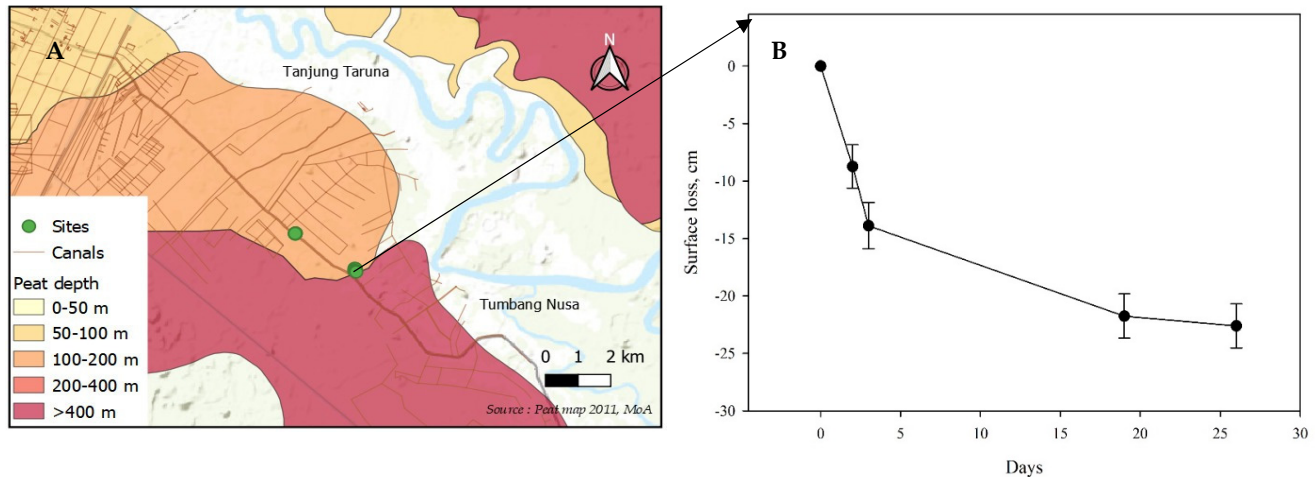 A
N
Tanjung Taruna
Sites
Canals
Peat depth
0-50 m
50-100 m
100-200 m
200-400 m
>400 m
Tumbang Nusa
0 1 2 km
Source : Peat map 2011, MoA
B
Surface loss, cm
0
-5
-10
-15
-20
-25
-30
0 5 10 15 20 25 30
Days